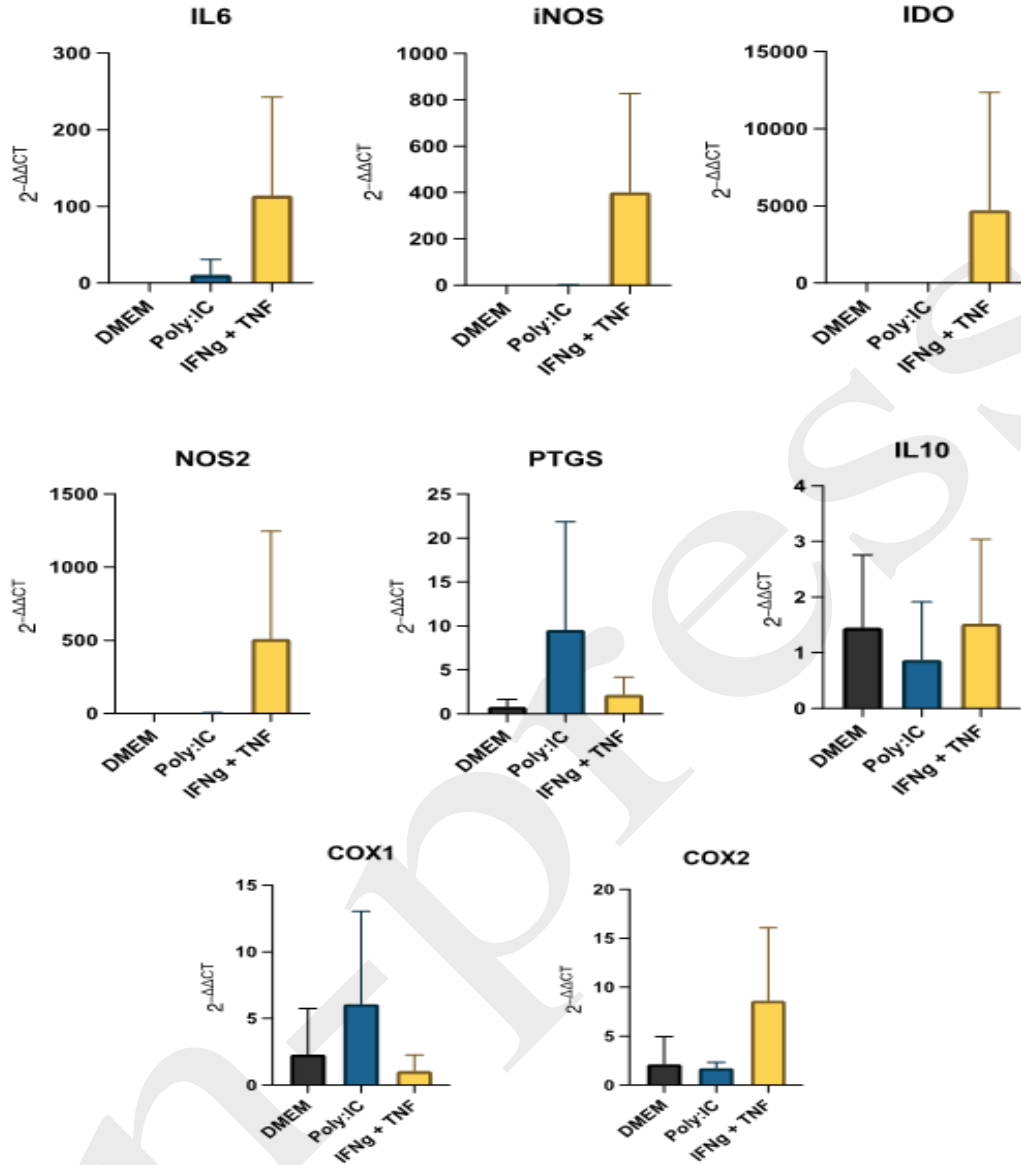 IL6
300
200
100
0
2-ΔΔCT
DMEM
Poly:IC
IFNg + TNF
iNOS
1000
800
600
400
200
0
2-ΔΔCT
DMEM
Poly:IC
IFNg + TNF
IDO
15000
10000
5000
0
2-ΔΔCT
DMEM
Poly:IC
IFNg + TNF
NOS2
1500
1000
500
0
2-ΔΔCT
DMEM
Poly:IC
IFNg + TNF
PTGS
25
20
15
10
5
0
2-ΔΔCT
DMEM
Poly:IC
IFNg + TNF
IL10
4
3
2
1
0
2-ΔΔCT
DMEM
Poly:IC
IFNg + TNF
COX1
15
10
5
0
2-ΔΔCT
DMEM
Poly:IC
IFNg + TNF
COX2
20
15
10
5
0
2-ΔΔCT
DMEM
Poly:IC
IFNg + TNF
n-press